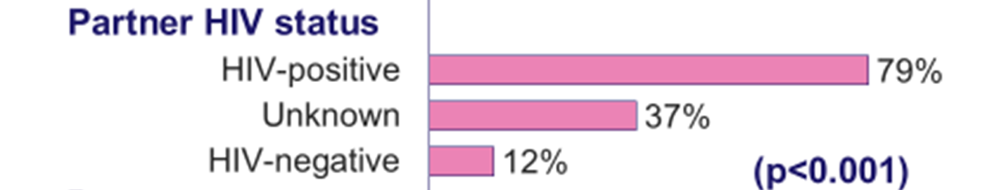 Partner HIV status
HIV-positive 79%
Unknown 37%
HIV-negative 12%
(p<0.001)